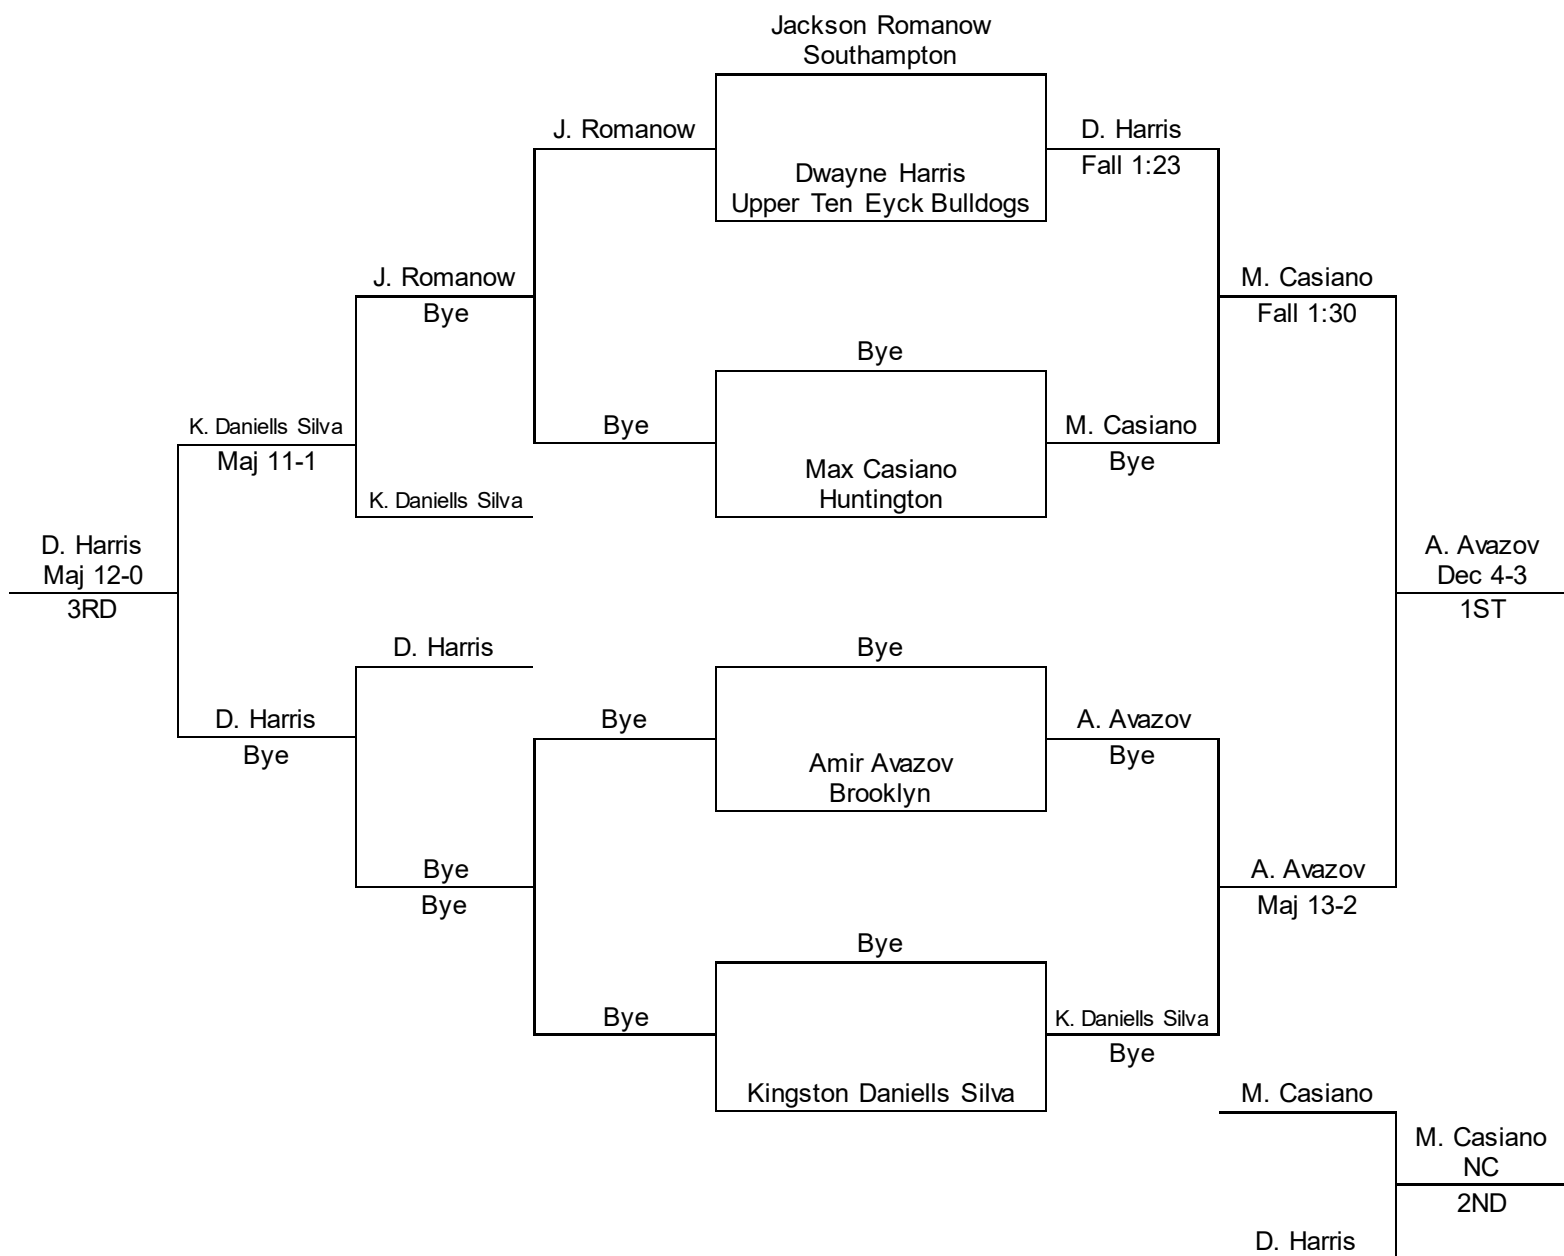 Jackson Romanow
Southampton
J. Romanow
D. Harris
Fall 1:23
Dwayne Harris
Upper Ten Eyck Bulldogs
J. Romanow
Bye
M. Casiano
Fall 1:30
Bye
K. Daniells Silva
Maj 11-1
Bye
M. Casiano
Bye
Max Casiano
Huntington
K. Daniells Silva
D. Harris
Maj 12-0
3RD
A. Avazov
Dec 4-3
1ST
D. Harris
Bye
D. Harris
Bye
Bye
A. Avazov
Bye
Amir Avazov
Brooklyn
Bye
Bye
A. Avazov
Maj 13-2
Bye
Bye
K. Daniells Silva
Bye
Kingston Daniells Silva
M. Casiano
M. Casiano
NC
2ND
D. Harris